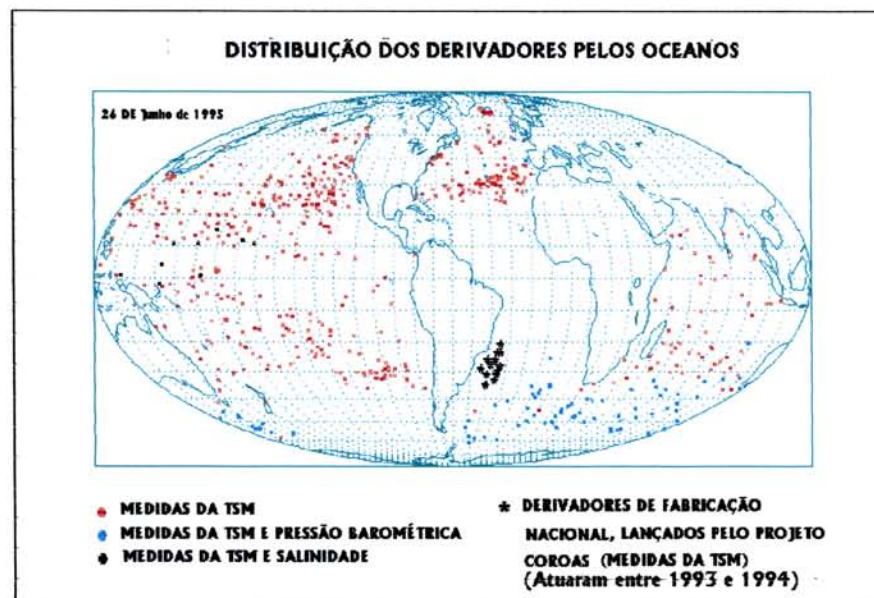 DISTRIBUIÇÃO DOS DERIVADORES PELOS OCEANOS
26 DE Junho de 1995
MEDIDAS DA TSM
MEDIDAS DA TSM E PRESSÃO BAROMÉTRICA
MEDIDAS DA TSM E SALINIDADE
* DERIVADORES DE FABRICAÇÃO
NACIONAL, LANÇADOS PELO PROJETO
COROAS (MEDIDAS DA TSM)
(Atuaram entre 1993 e 1994)